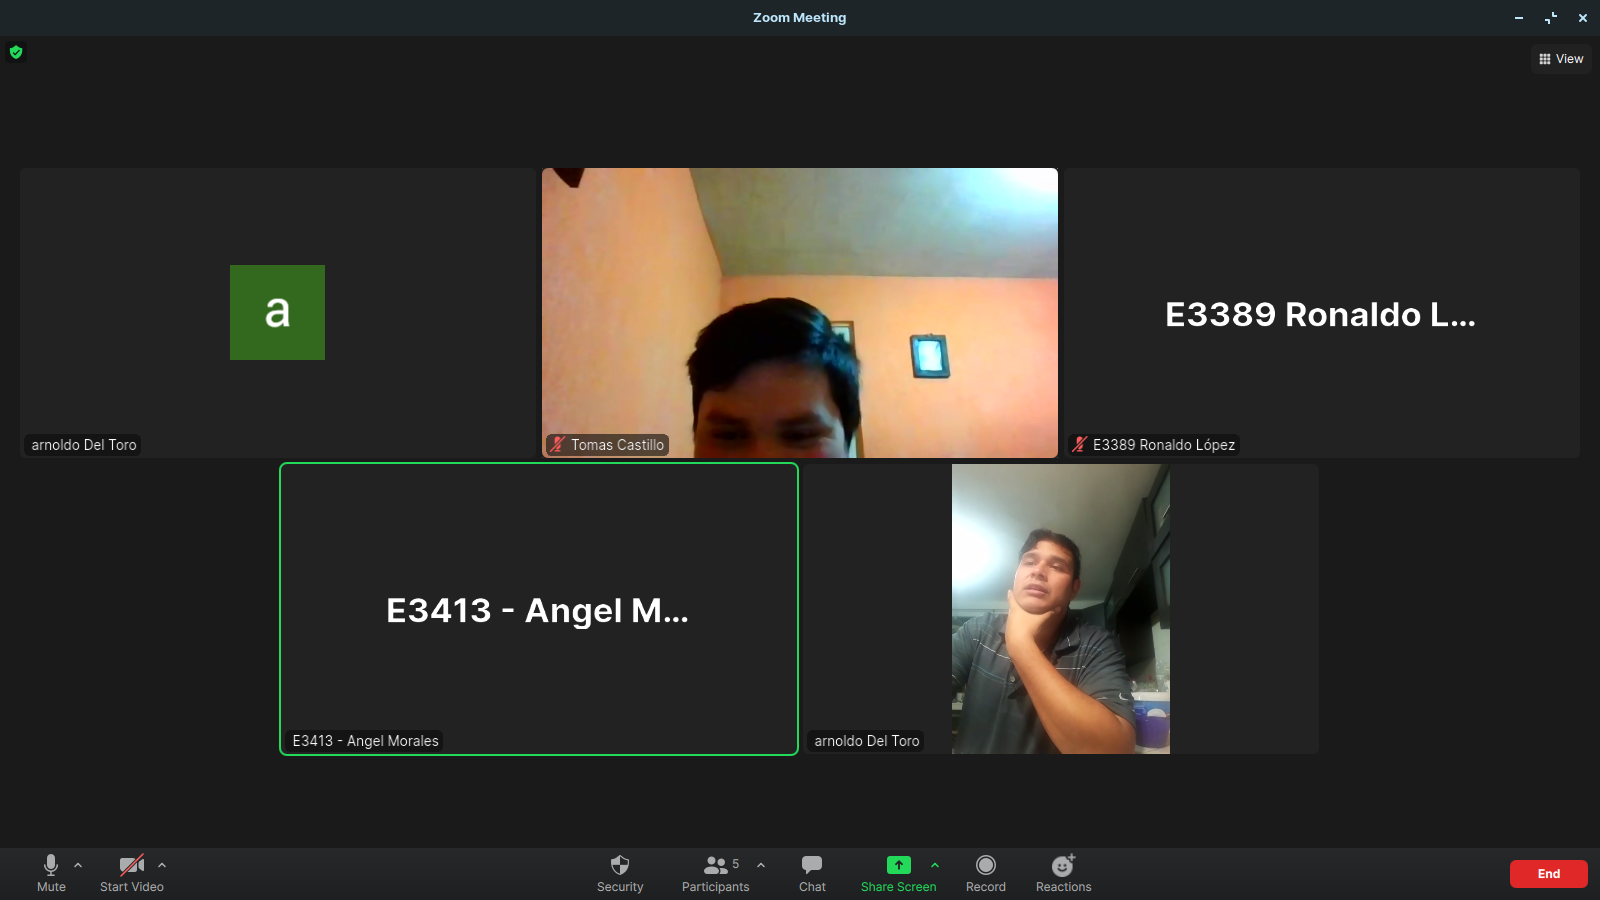 Zoom Meeting
View
a
arnoldo Del Toro
Tomas Castillo
E3389 Ronaldo L...
E3389 Ronaldo López
E3413 - Angel M...
E3413 - Angel Morales
arnoldo Del Toro
Mute
Start Video
Security
5
Participants
Chat
Share Screen
Record
Reactions
End